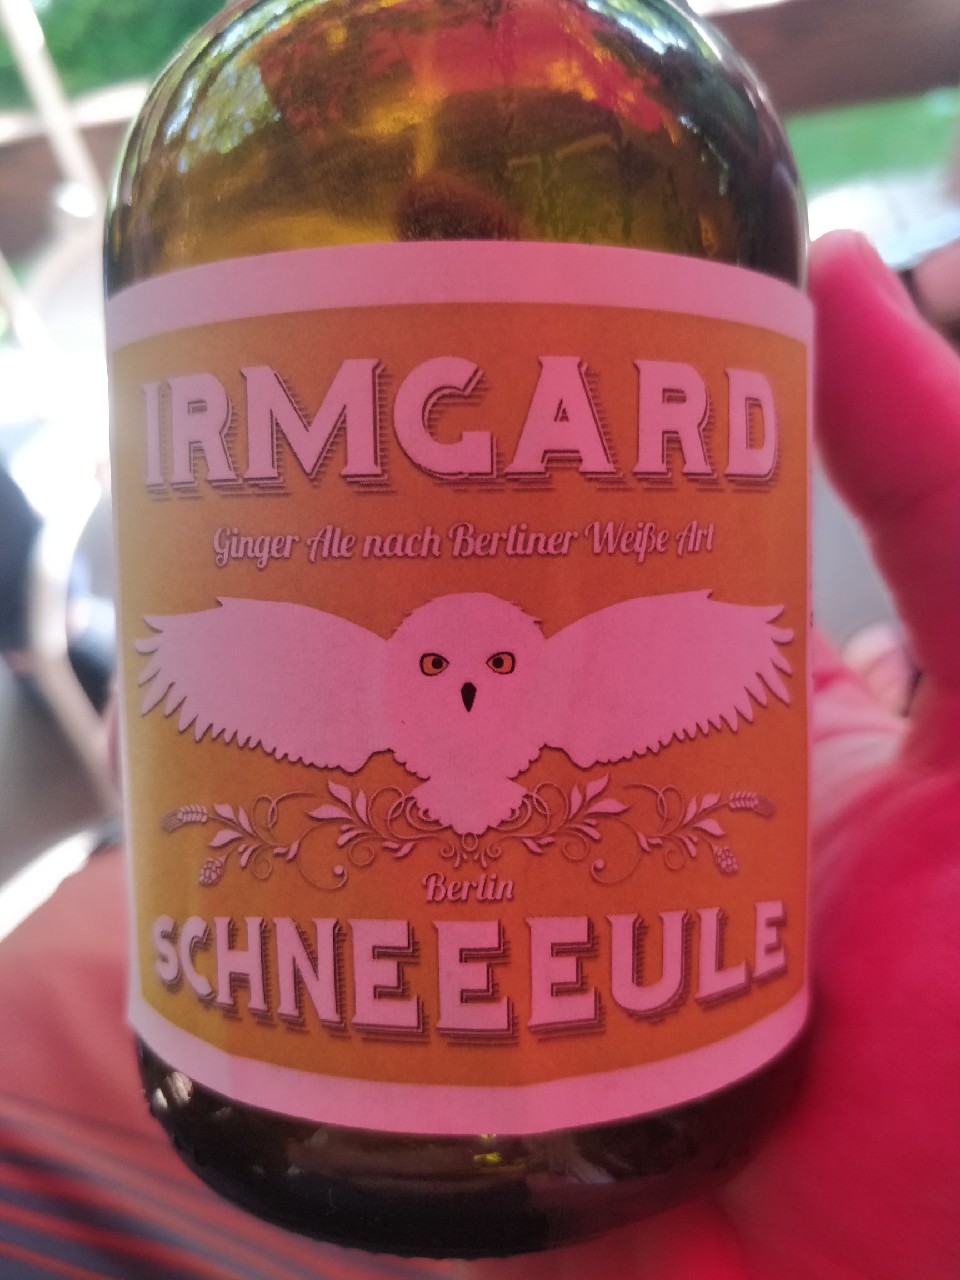 IRMGARD
Ginger Ale nach Berliner Weiße Art
Berlin
SCHNEEEULE